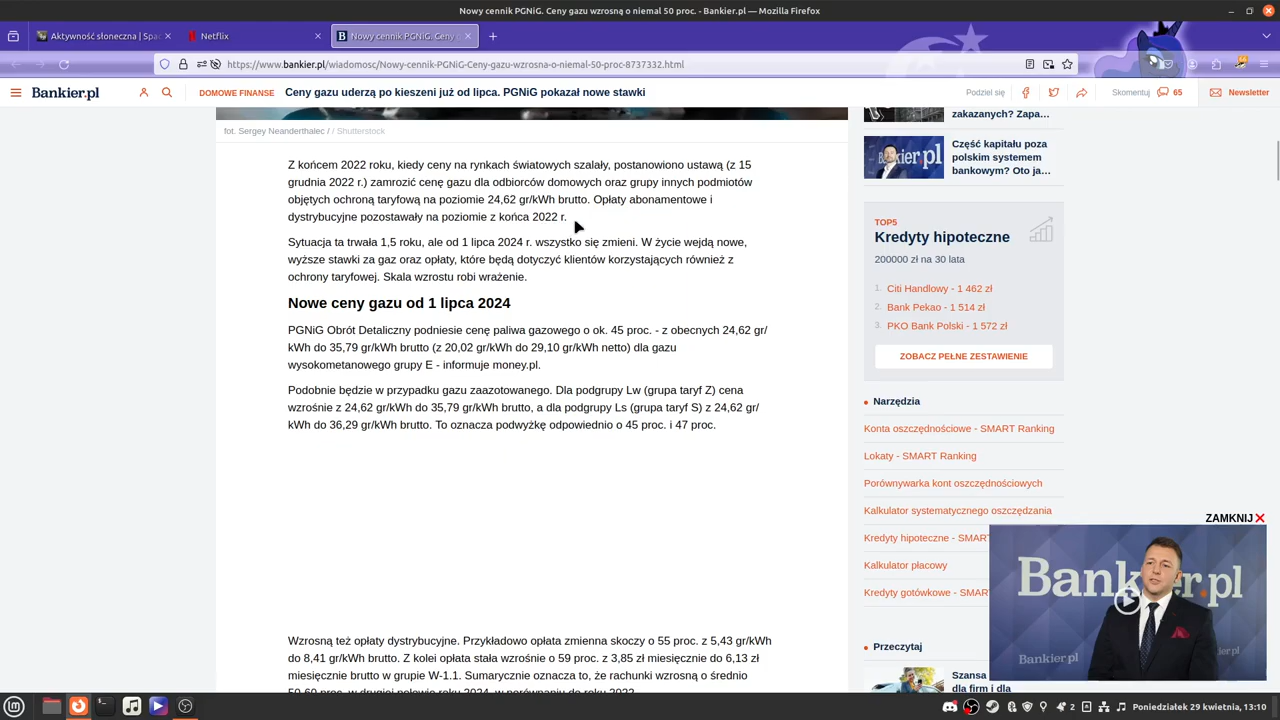 Nowy cennik PGNiG. Ceny gazu wzrosną o niemal 50 proc - Bankier.pl — Mozilla Firefox
Aktywność słoneczna | Spac
Netflix
Nowy cennik PGNiG. Ceny g
https://www.bankier.pl/wiadomosc/Nowy-cennik-PGNiG-Ceny-gazu-wzrosna-o-niemal-50-proc-8737332.html
Bankier.pl
DOMOWE FINANSE
Ceny gazu uderzą po kieszeni już od lipca. PGNiG pokazał nowe stawki
Podziel się
Skomentuj
65
Newsletter
fot. Sergey Neanderthalec / / Shutterstock
Z końcem 2022 roku, kiedy ceny na rynkach światowych szalały, postanowiono ustawą (z 15
grudnia 2022 r.) zamrozić cenę gazu dla odbiorców domowych oraz grupy innych podmiotów
objętych ochroną taryfową na poziomie 24,62 gr/kWh brutto. Opłaty abonamentowe i
dystrybucyjne pozostawały na poziomie z końca 2022 r.
Sytuacja ta trwała 1,5 roku, ale od 1 lipca 2024 r. wszystko się zmieni. W życie wejdą nowe,
wyższe stawki za gaz oraz opłaty, które będą dotyczyć klientów korzystających również z
ochrony taryfowej. Skala wzrostu robi wrażenie.
Nowe ceny gazu od 1 lipca 2024
PGNiG Obrót Detaliczny podniesie cenę paliwa gazowego o ok. 45 proc. - z obecnych 24,62 gr/
kWh do 35,79 gr/kWh brutto (z 20,02 gr/kWh do 29,10 gr/kWh netto) dla gazu
wysokometanowego grupy E - informuje money.pl.
Podobnie będzie w przypadku gazu zaazotowanego. Dla podgrupy Lw (grupa taryf Z) cena
wzrośnie z 24,62 gr/kWh do 35,79 gr/kWh brutto, a dla podgrupy Ls (grupa taryf S) z 24,62 gr/
kWh do 36,29 gr/kWh brutto. To oznacza podwyżkę odpowiednio o 45 proc. i 47 proc.
Wzrosną też opłaty dystrybucyjne. Przykładowo opłata zmienna skoczy o 55 proc. z 5,43 gr/kWh
do 8,41 gr/kWh brutto. Z kolei opłata stała wzrośnie o 59 proc. z 3,85 zł miesięcznie do 6,13 zł
miesięcznie brutto w grupie W-1.1. Sumarycznie oznacza to, że rachunki wzrosną o średnio
50-60 proc. w drugiej połowie roku 2024, w porównaniu do roku 2022.
zakazanych? Zapa…
Część kapitału poza
polskim systemem
bankowym? Oto ja…
TOP5
Kredyty hipoteczne
200000 zł na 30 lata
1. Citi Handlowy - 1 462 zł
2. Bank Pekao - 1 514 zł
3. PKO Bank Polski - 1 572 zł
ZOBACZ PEŁNE ZESTAWIENIE
Narzędzia
Konta oszczędnościowe - SMART Ranking
Lokaty - SMART Ranking
Porównywarka kont oszczędnościowych
Kalkulator systematycznego oszczędzania
Kredyty hipoteczne - SMART
Kalkulator płacowy
Kredyty gotówkowe - SMAR
Przeczytaj
Szansa
dla firm i dla
ZAMKNIJ
Bankier.pl
Bankier.pl
Poniedziałek 29 kwietnia, 13:10